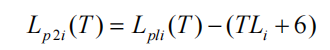 L_{p2i}(T) = L_{pli}(T) − (TL_i + 6)